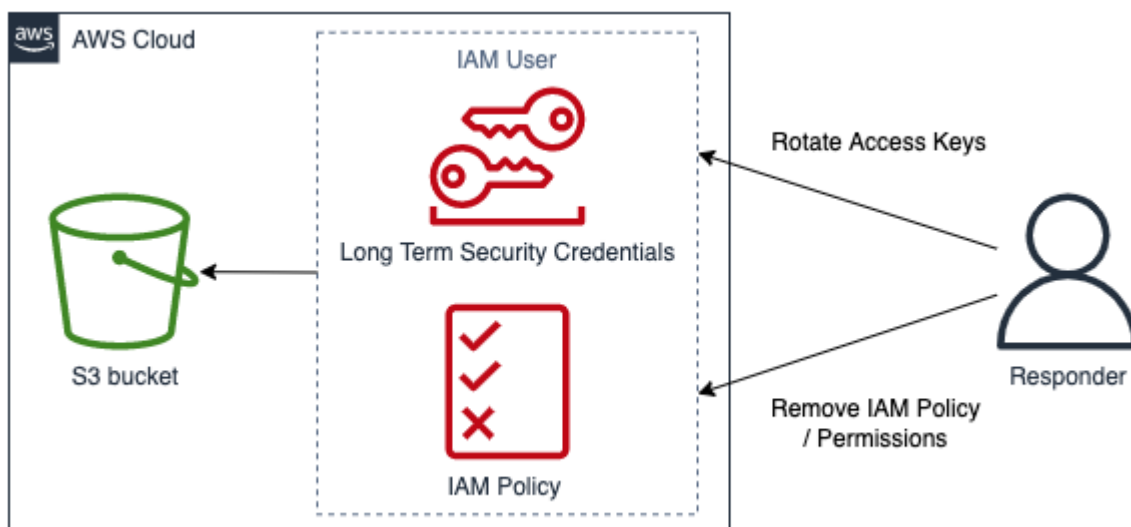 aws
AWS Cloud
IAM User
Rotate Access Keys
Long Term Security Credentials
S3 bucket
Responder
Remove IAM Policy
/ Permissions
IAM Policy